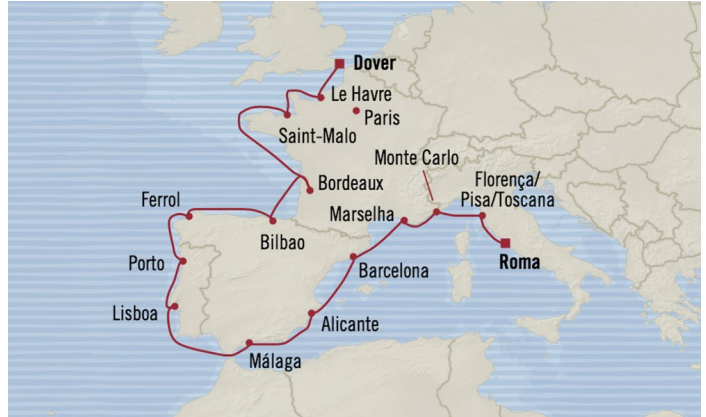 Dover
Le Havre
Paris
Saint-Malo
Monte Carlo
Florença/
Pisa/Toscana
Bordeaux
Ferrol
Marselha
Bilbao
Roma
Porto
Barcelona
Lisboa
Alicante
Málaga